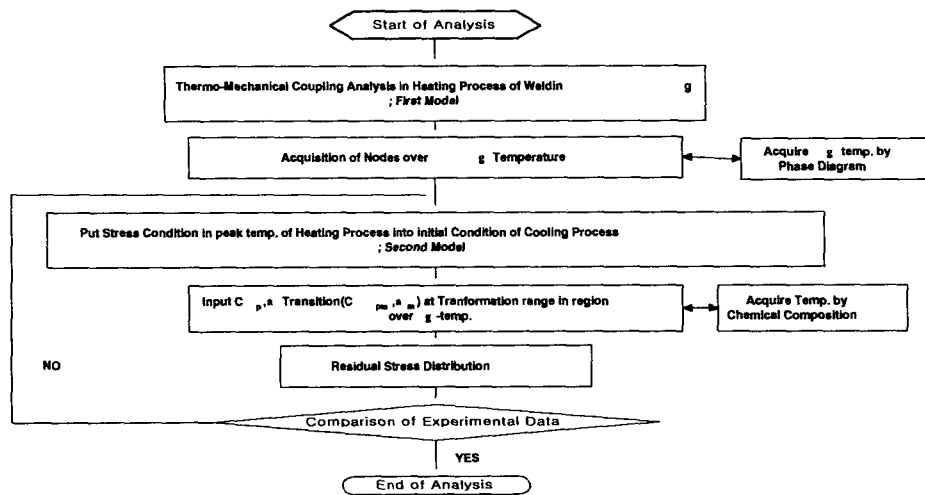 Start of Analysis
Thermo-Mechanical Coupling Analysis in Heating Process of Weldin g
; First Model
Acquisition of Nodes over g Temperature
Acquire g temp. by
Phase Diagram
Put Stress Condition in peak temp. of Heating Process into initial Condition of Cooling Process
; Second Model
Input C p,a Transition(C pm,a m) at Tranformation range in region
over g -temp.
Acquire Temp. by
Chemical Composition
Residual Stress Distribution
NO
Comparison of Experimental Data
YES
End of Analysis